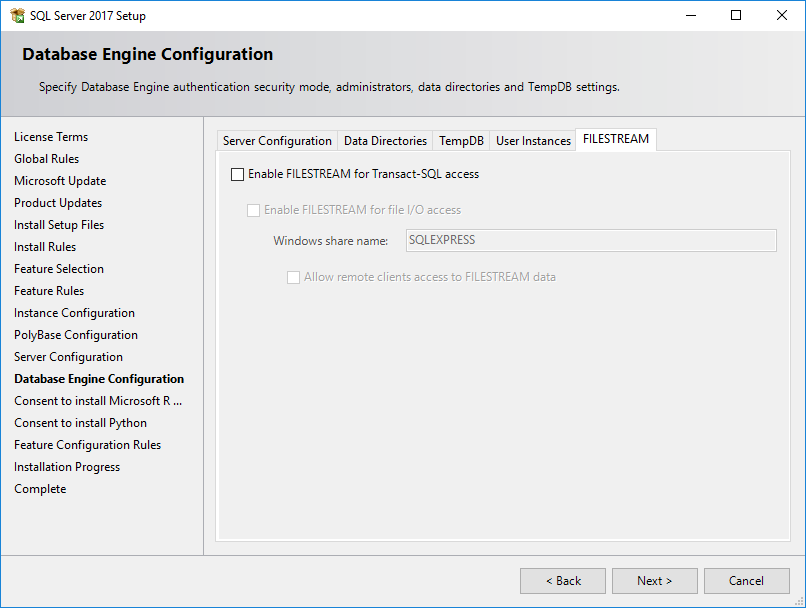 SQL Server 2017 Setup
Database Engine Configuration
Specify Database Engine authentication security mode, administrators, data directories and TempDB settings.
License Terms
Global Rules
Microsoft Update
Product Updates
Install Setup Files
Install Rules
Feature Selection
Feature Rules
Instance Configuration
PolyBase Configuration
Server Configuration
Database Engine Configuration
Consent to install Microsoft R ...
Consent to install Python
Feature Configuration Rules
Installation Progress
Complete
Server Configuration Data Directories TempDB User Instances FILESTREAM
Enable FILESTREAM for Transact-SQL access
Enable FILESTREAM for file I/O access
Windows share name: SQLEXPRESS
Allow remote clients access to FILESTREAM data
< Back Next > Cancel